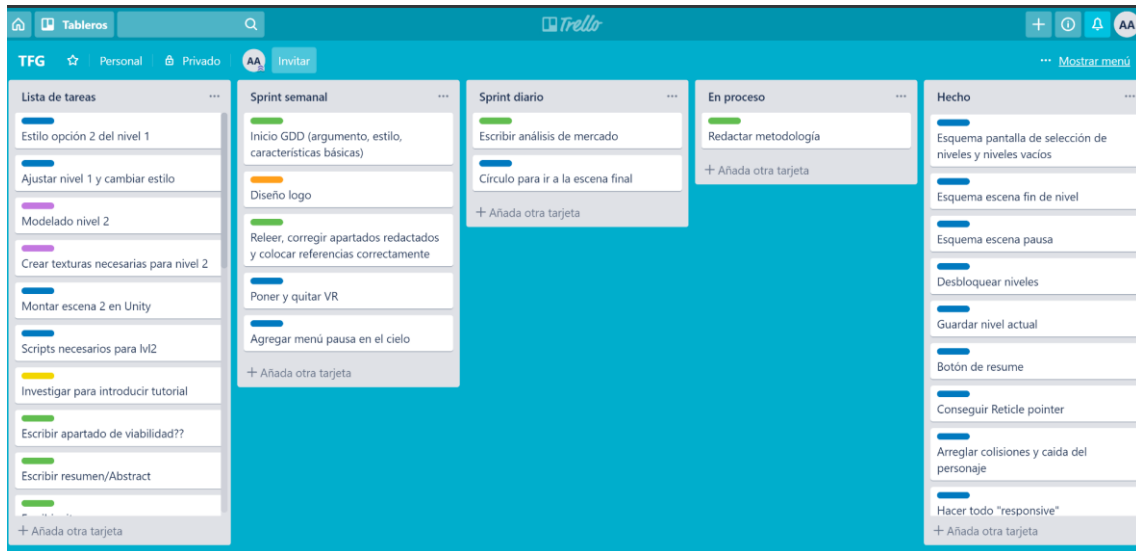 Tableros
Trello
AA
TFG
Personal
Privado
AA
Invitar
... Mostrar menú
Lista de tareas
Estilo opción 2 del nivel 1
Ajustar nivel 1 y cambiar estilo
Modelado nivel 2
Crear texturas necesarias para nivel 2
Montar escena 2 en Unity
Scripts necesarios para lvl2
Investigar para introducir tutorial
Escribir apartado de viabilidad??
Escribir resumen/Abstract
+ Añada otra tarjeta
Sprint semanal
Inicio GDD (argumento, estilo,
características básicas)
Diseño logo
Releer, corregir apartados redactados
y colocar referencias correctamente
Poner y quitar VR
Agregar menú pausa en el cielo
+ Añada otra tarjeta
Sprint diario
Escribir análisis de mercado
Círculo para ir a la escena final
+ Añada otra tarjeta
En proceso
Redactar metodología
+ Añada otra tarjeta
Hecho
Esquema pantalla de selección de
niveles y niveles vacíos
Esquema escena fin de nivel
Esquema escena pausa
Desbloquear niveles
Guardar nivel actual
Botón de resume
Conseguir Reticle pointer
Arreglar colisiones y caida del
personaje
Hacer todo "responsive"
+ Añada otra tarjeta